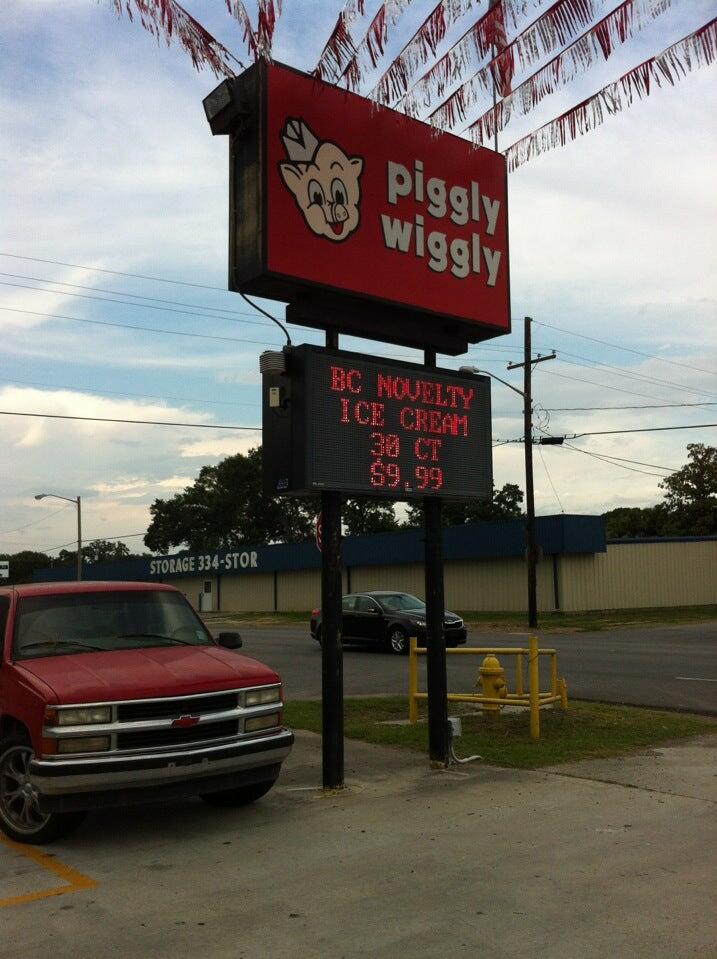 piggly
wiggly
BC NOVELTY
ICE CREAM
30 CT
$9.99
STORAGE 334-STOR